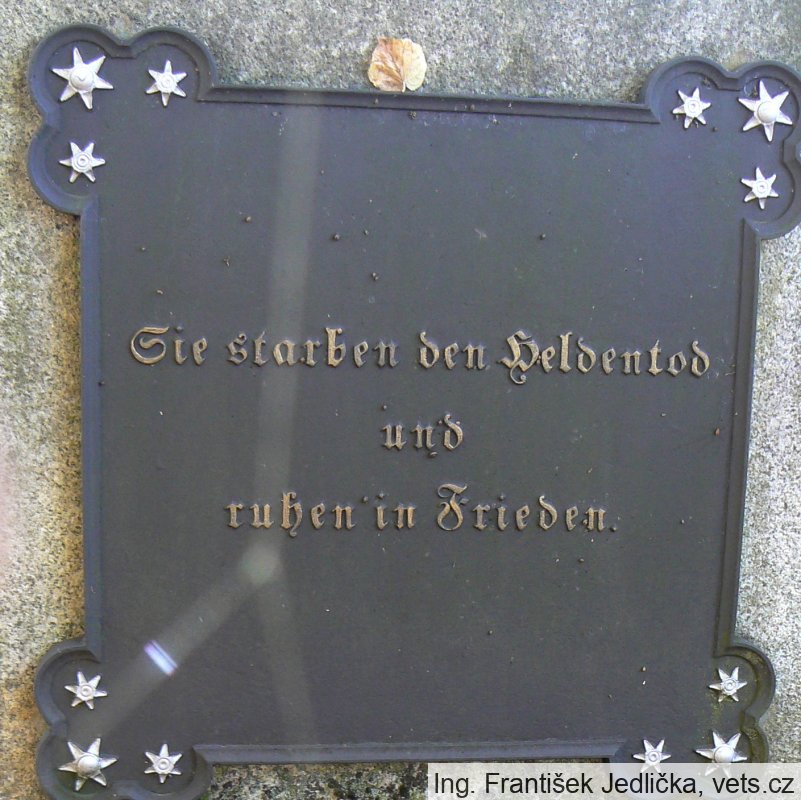 Sie starben den Heldentod
und
ruhen in Frieden.
Ing. František Jedlička, vets.cz